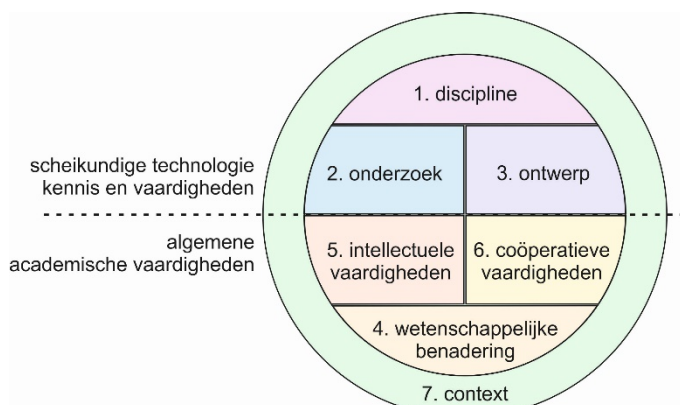 1. discipline
scheikundige technologie
kennis en vaardigheden
2. onderzoek
3. ontwerp
algemene
academische vaardigheden
5. intellectuele
vaardigheden
6. coöperatieve
vaardigheden
4. wetenschappelijke
benadering
7. context